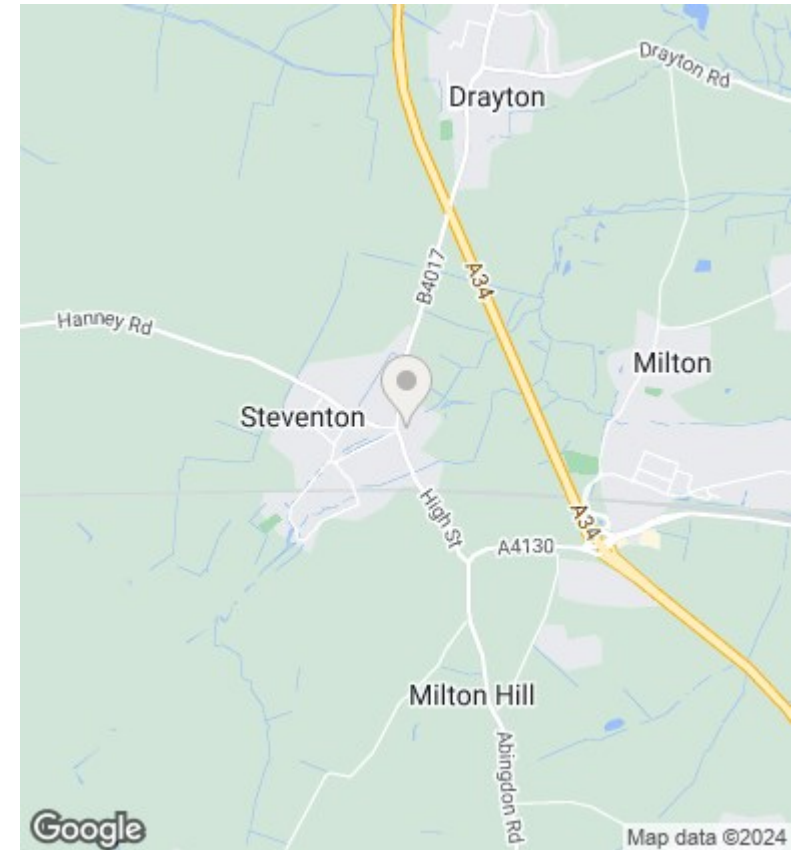 Drayton Rd
Drayton
B4017
A34
Hanney Rd
Milton
Steventon
High St
A34
A4130
Milton Hill
Abingdon Rd
Google
Map data ©2024